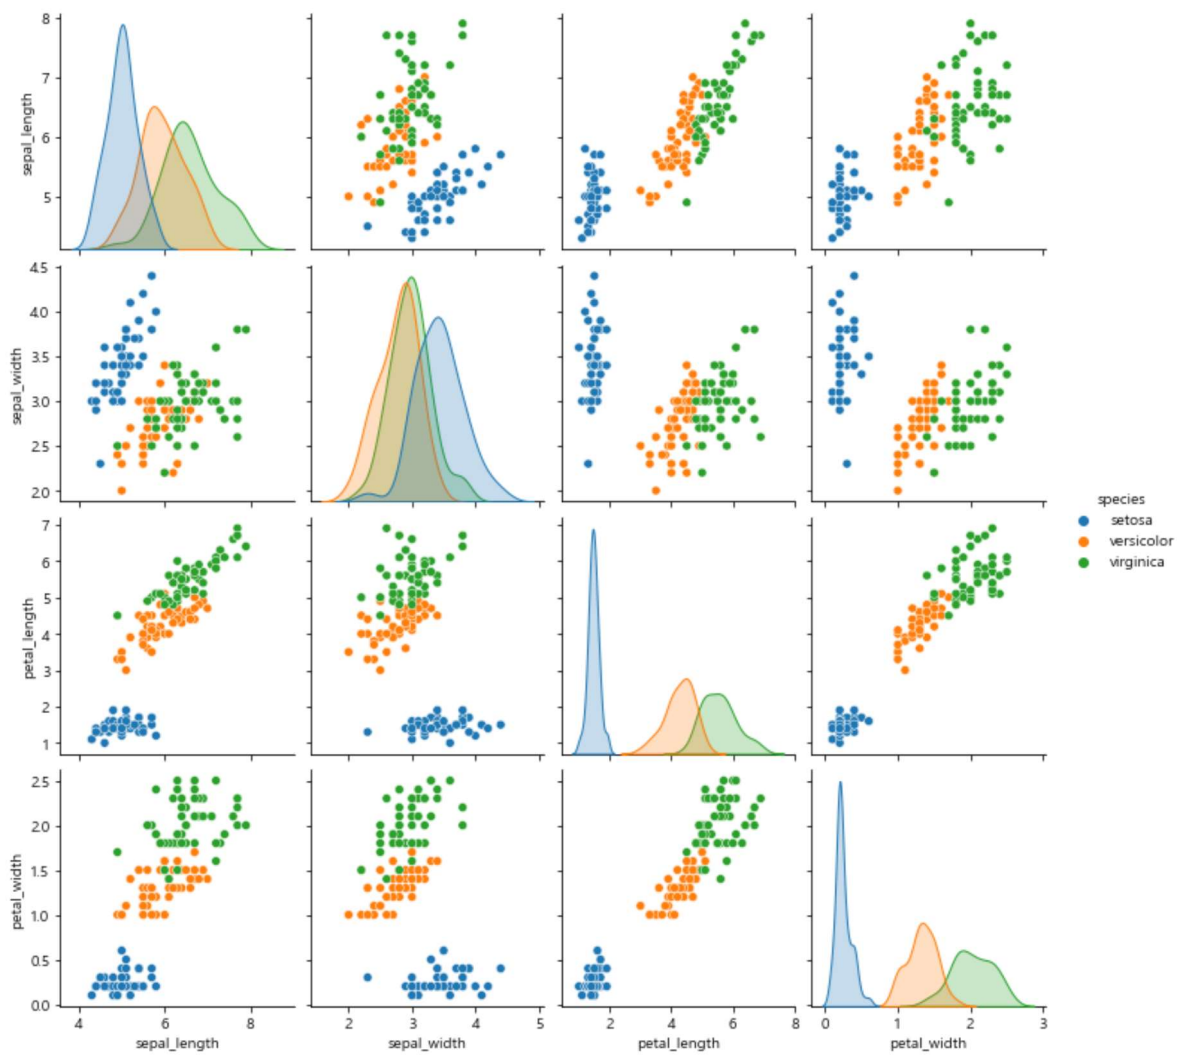 8
7
6
5
sepal_length
4.5
4.0
3.5
3.0
2.5
2.0
sepal_width
species
setosa
versicolor
virginica
7
6
5
4
3
2
1
petal_length
2.5
2.0
1.5
1.0
0.5
0.0
petal_width
4 6 8
2 3 4 5
2 4 6 8
0 1 2 3
sepal_length
sepal_width
petal_length
petal_width